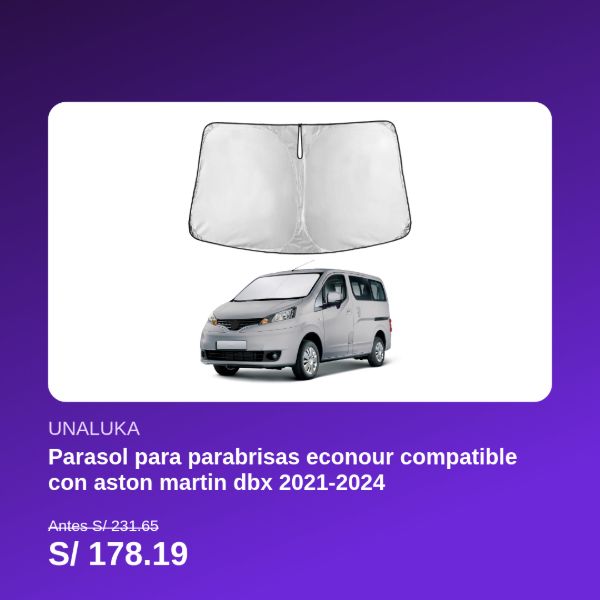 UNALUKA
Parasol para parabrisas econour compatible
con aston martin dbx 2021-2024
Antes S/ 231.65
S/ 178.19